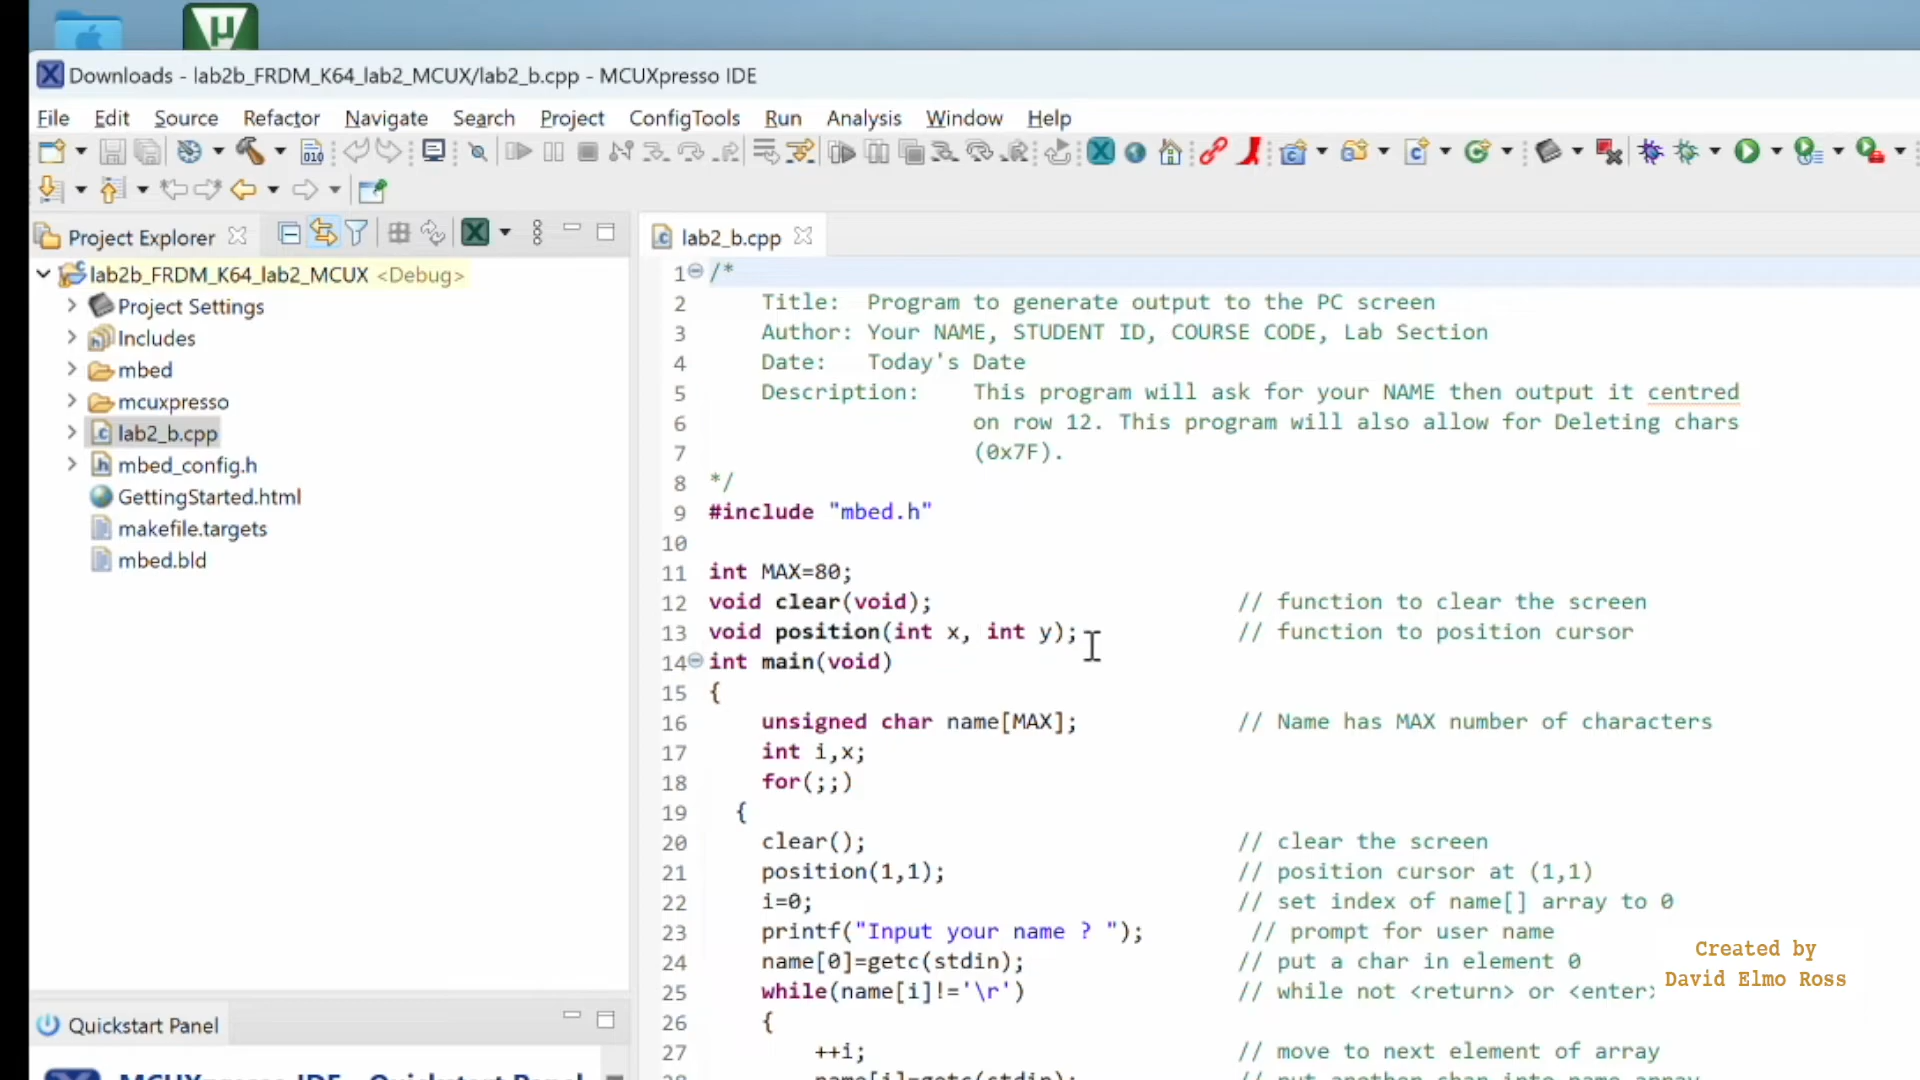 Downloads - lab2b_FRDM_K64_lab2_MCUX/lab2_b.cpp - MCUXpresso IDE
File Edit Source Refactor Navigate Search Project ConfigTools Run Analysis Window Help
Project Explorer
lab2b_FRDM_K64_lab2_MCUX <Debug>
Project Settings
Includes
mbed
mcuxpresso
lab2_b.cpp
mbed_config.h
GettingStarted.html
makefile.targets
mbed.bld
Quickstart Panel
MCUXpresso IDE - Quickstart Panel
lab2_b.cpp
1 /*
2 Title: Program to generate output to the PC screen
3 Author: Your NAME, STUDENT ID, COURSE CODE, Lab Section
4 Date: Today's Date
5 Description: This program will ask for your NAME then output it centred
6 on row 12. This program will also allow for Deleting chars
7 (0x7F).
8 */
9 #include "mbed.h"
10
11 int MAX=80;
12 void clear(void); // function to clear the screen
13 void position(int x, int y); // function to position cursor
14 int main(void)
15 {
16 unsigned char name[MAX]; // Name has MAX number of characters
17 int i,x;
18 for(;;)
19 {
20 clear(); // clear the screen
21 position(1,1); // position cursor at (1,1)
22 i=0; // set index of name[] array to 0
23 printf("Input your name ? "); // prompt for user name
24 name[0]=getc(stdin); // put a char in element 0
25 while(name[i]!='\r') // while not <return> or <enter>
26 {
27 ++i; // move to next element of array
28 name[i]=getc(stdin); // put another char into name array
Created by
David Elmo Ross